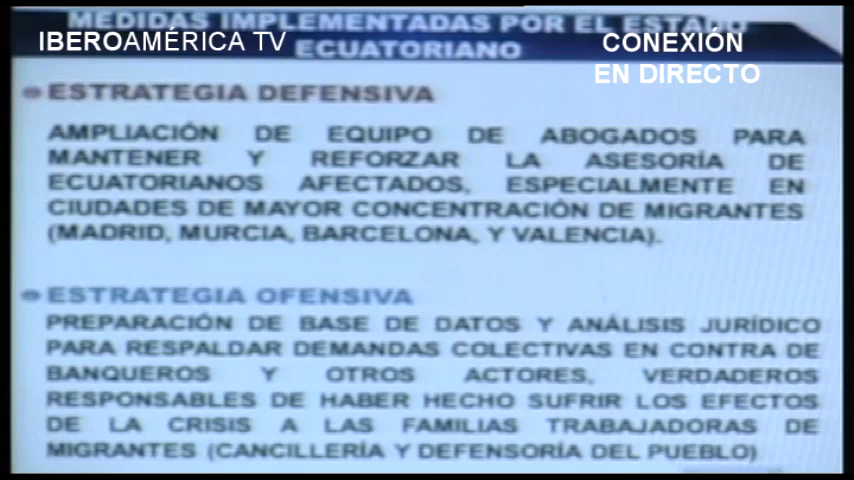 MEDIDAS IMPLEMENTADAS POR EL ESTADO
IBEROAMÉRICA TV
ECUATORIANO
CONEXIÓN
EN DIRECTO
ESTRATEGIA DEFENSIVA
AMPLIACIÓN DE EQUIPO DE ABOGADOS PARA
MANTENER Y REFORZAR LA ASESORÍA DE
ECUATORIANOS AFECTADOS, ESPECIALMENTE EN
CIUDADES DE MAYOR CONCENTRACIÓN DE MIGRANTES
(MADRID, MURCIA, BARCELONA, Y VALENCIA).
ESTRATEGIA OFENSIVA
PREPARACIÓN DE BASE DE DATOS Y ANÁLISIS JURÍDICO
PARA RESPALDAR DEMANDAS COLECTIVAS EN CONTRA DE
BANQUEROS Y OTROS ACTORES, VERDADEROS
RESPONSABLES DE HABER HECHO SUFRIR LOS EFECTOS
DE LA CRISIS A LAS FAMILIAS TRABAJADORAS DE
MIGRANTES (CANCILLERÍA Y DEFENSORÍA DEL PUEBLO)